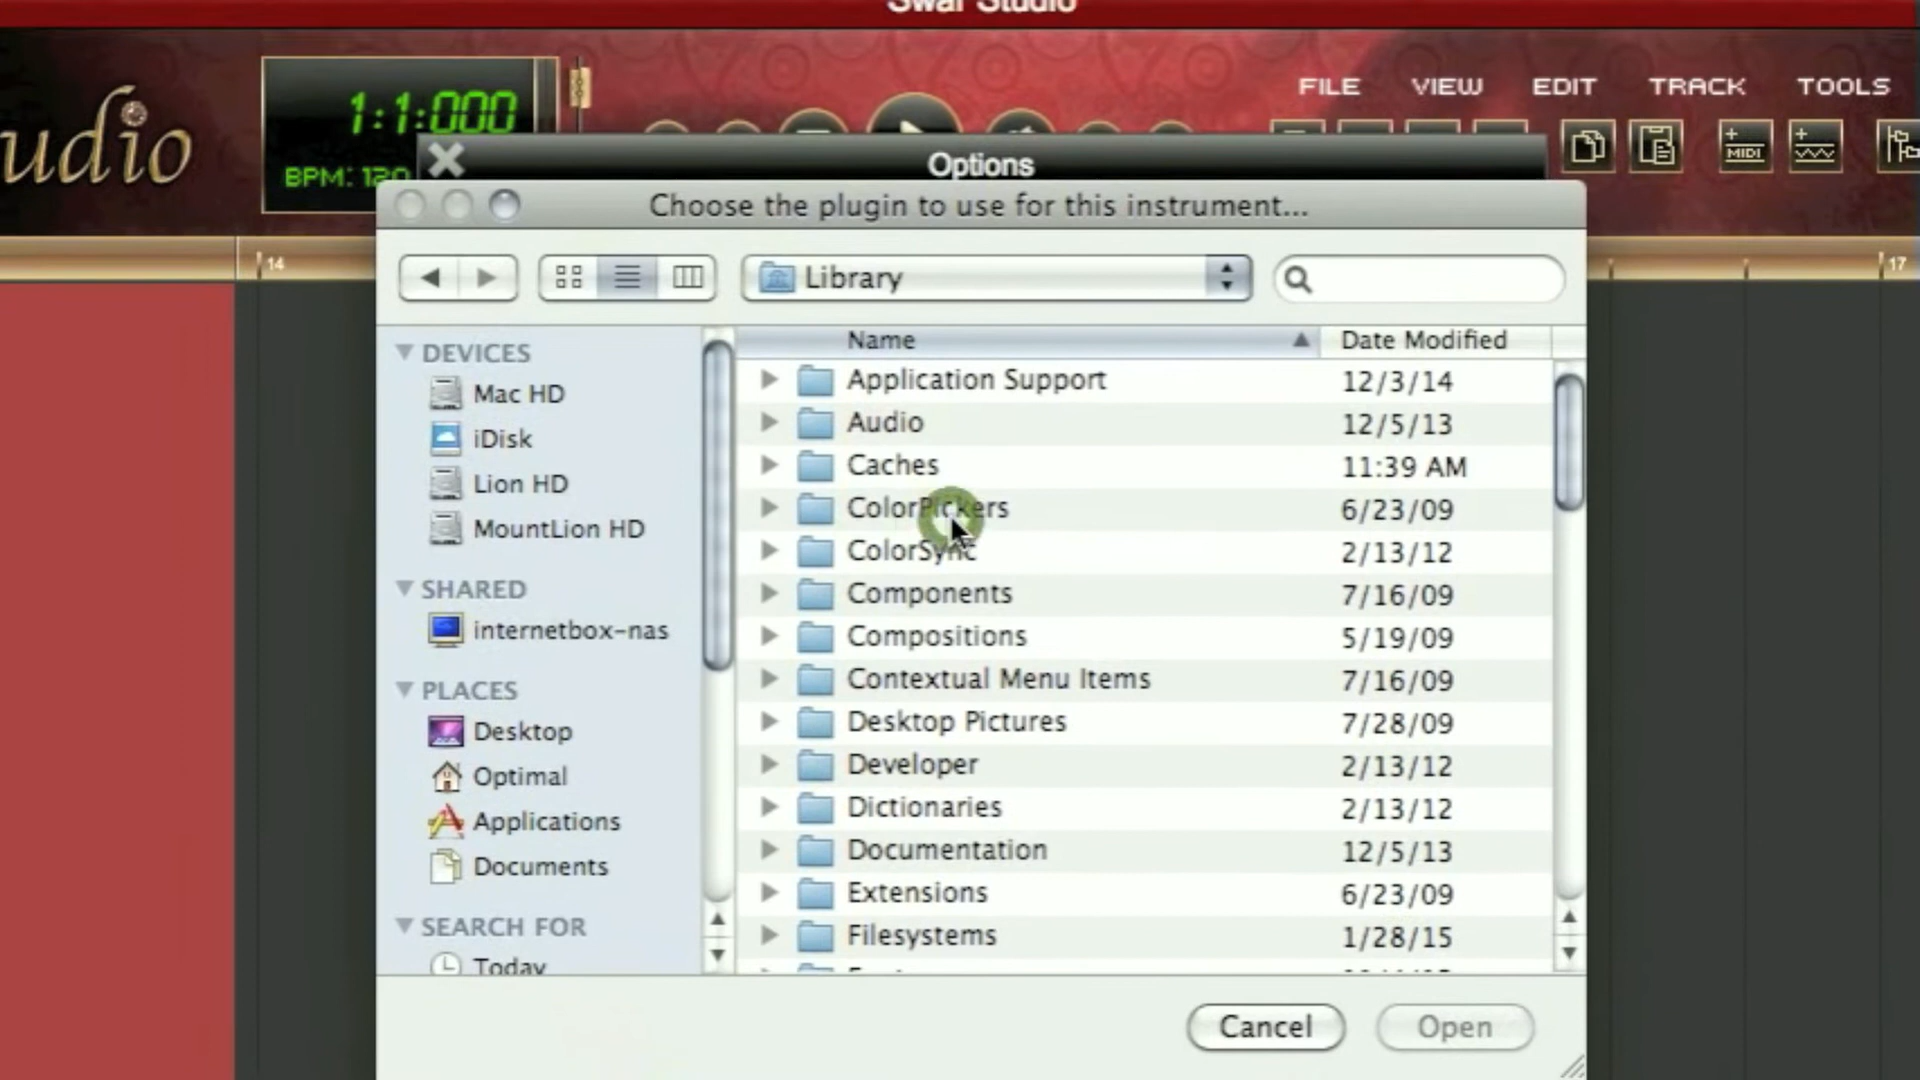 Swar Studio
udio
1:1:000
BPM: 120
FILE VIEW EDIT TRACK TOOLS
MIDI
Options
Choose the plugin to use for this instrument...
14
17
Library
Name Date Modified
DEVICES
Mac HD
iDisk
Lion HD
MountLion HD
SHARED
internetbox-nas
PLACES
Desktop
Optimal
Applications
Documents
SEARCH FOR
Today
Application Support 12/3/14
Audio 12/5/13
Caches 11:39 AM
ColorPickers 6/23/09
ColorSync 2/13/12
Components 7/16/09
Compositions 5/19/09
Contextual Menu Items 7/16/09
Desktop Pictures 7/28/09
Developer 2/13/12
Dictionaries 2/13/12
Documentation 12/5/13
Extensions 6/23/09
Filesystems 1/28/15
Cancel Open